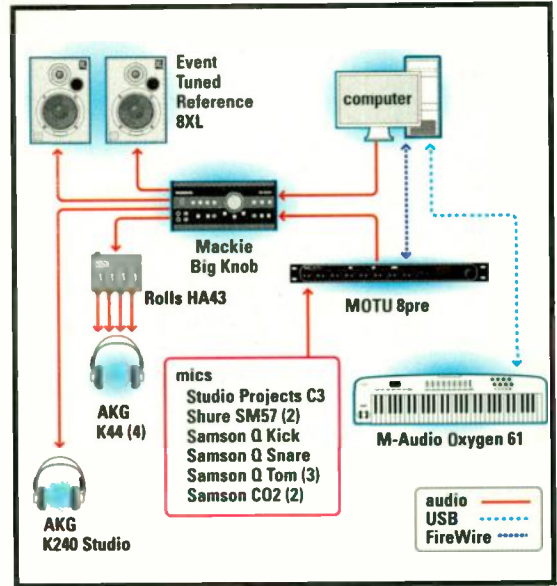 Event
Tuned
Reference
8XL
computer
Mackie
Big Knob
Rolls HA43
MOTU 8pre
AKG
K44 (4)
mics
Studio Projects C3
Shure SM57 (2)
Samson Q Kick
Samson Q Snare
Samson Q Tom (3)
Samson CO2 (2)
M-Audio Oxygen 61
AKG
K240 Studio
audio
USB
FireWire